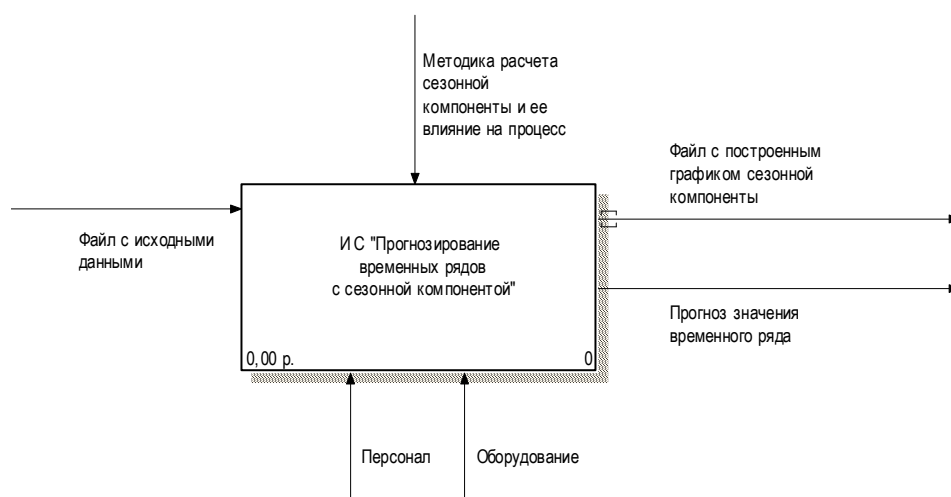 Методика расчета
сезонной
компоненты и ее
влияние на процесс
Файл с построенным
графиком сезонной
компоненты
Файл с исходными
данными
ИС "Прогнозирование
временных рядов
с сезонной компонентой"
Прогноз значения
временного ряда
0,00 р.
0
Персонал
Оборудование